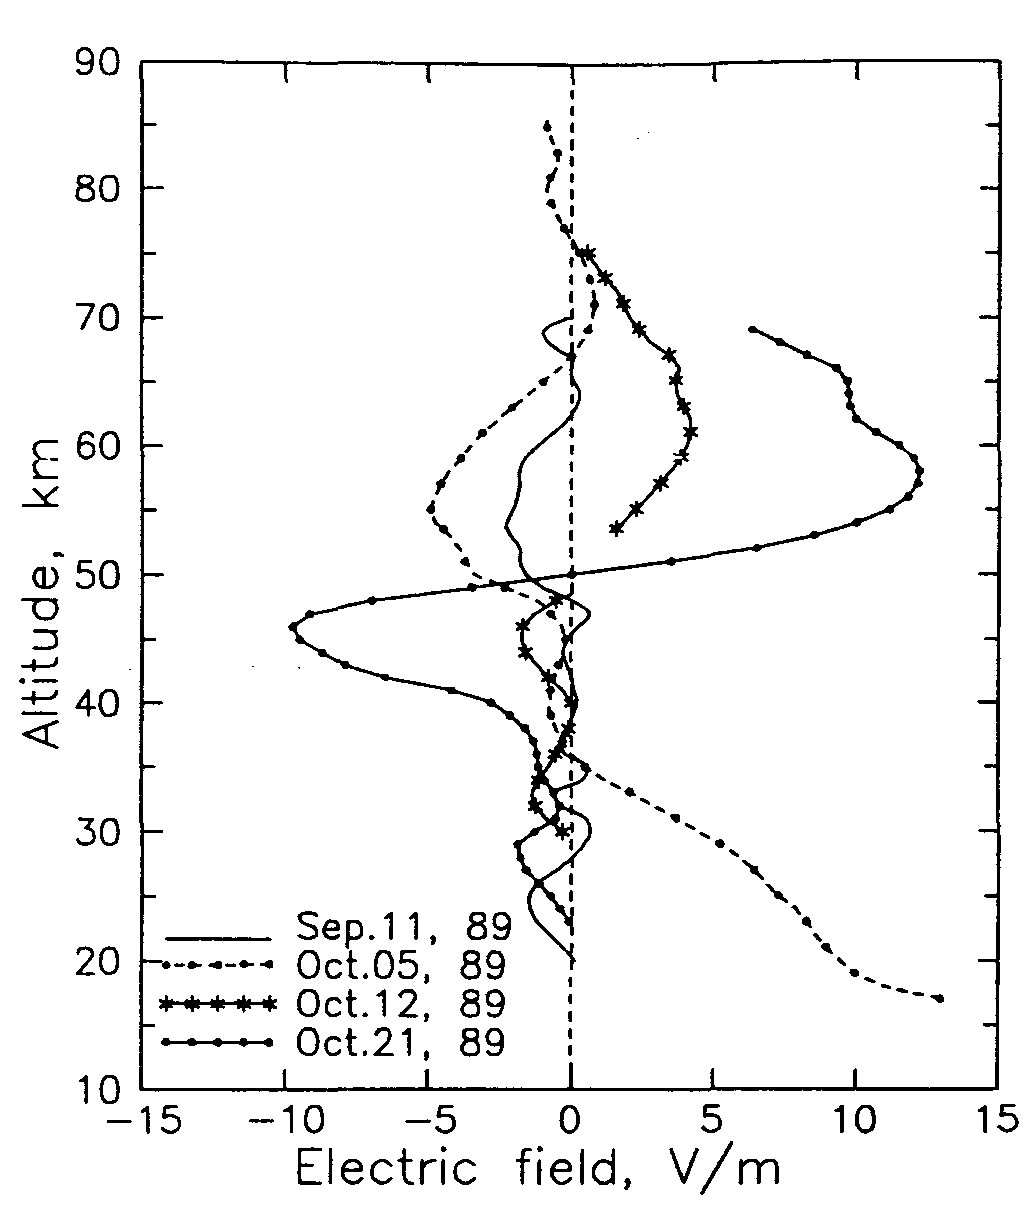 90
80
70
60
50
40
30
20
10
Altitude, km
Sep.11, 89
Oct.05, 89
Oct.12, 89
Oct.21, 89
-15 -10 -5 0 5 10 15
Electric field, V/m